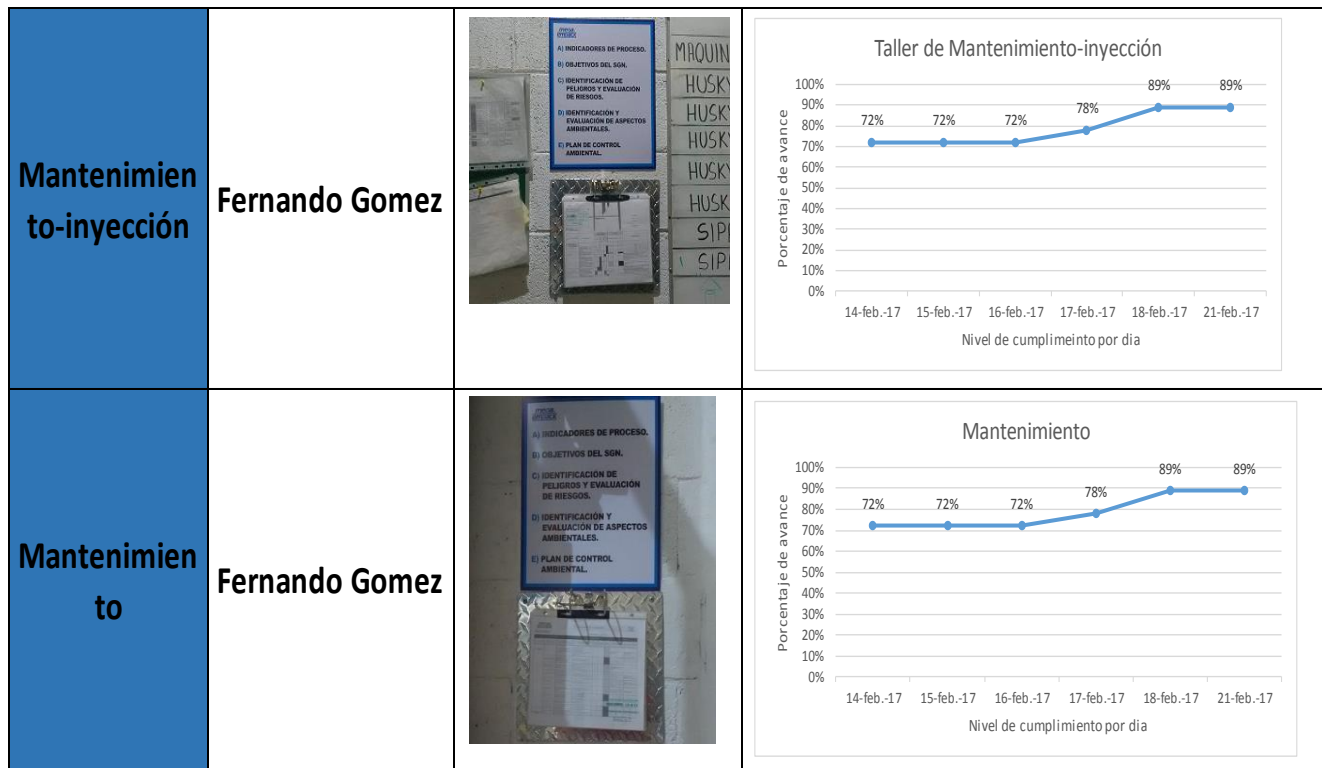 Mantenimien
to-inyección
Fernando Gomez
A) INDICADORES DE PROCESO.
B) OBJETIVOS DEL SGN.
C) IDENTIFICACIÓN DE
PELIGROS Y EVALUACIÓN
DE RIESGOS.
D) IDENTIFICACIÓN Y
EVALUACIÓN DE ASPECTOS
AMBIENTALES.
E) PLAN DE CONTROL
AMBIENTAL.
MAQUIN
HUSKY
HUSKY
HUSKY
HUSKY
HUSK
SIP
SIP
Taller de Mantenimiento-inyección
Porcentaje de avance
100%
90%
80%
70%
60%
50%
40%
30%
20%
10%
0%
72% 72% 72% 78% 89% 89%
14-feb.-17 15-feb.-17 16-feb.-17 17-feb.-17 18-feb.-17 21-feb.-17
Nivel de cumplimeinto por dia
Mantenimien
to
Fernando Gomez
A) INDICADORES DE PROCESO.
B) OBJETIVOS DEL SGN.
C) IDENTIFICACIÓN DE
PELIGROS Y EVALUACIÓN
DE RIESGOS.
D) IDENTIFICACIÓN Y
EVALUACIÓN DE ASPECTOS
AMBIENTALES.
E) PLAN DE CONTROL
AMBIENTAL.
Mantenimiento
Porcentaje de avance
100%
90%
80%
70%
60%
50%
40%
30%
20%
10%
0%
72% 72% 72% 78% 89% 89%
14-feb.-17 15-feb.-17 16-feb.-17 17-feb.-17 18-feb.-17 21-feb.-17
Nivel de cumplimiento por dia